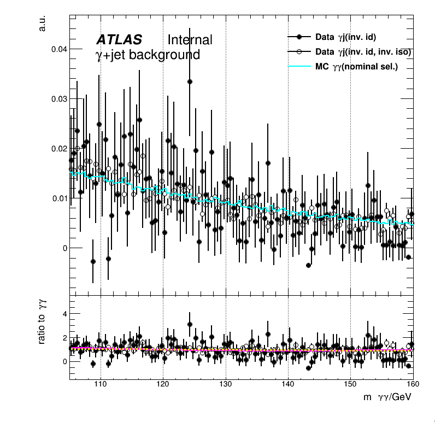 a.u.
0.04
0.03
0.02
0.01
0
ATLAS Internal
γ+jet background
Data γj(inv. id)
Data γj(inv. id, inv. iso)
MC γγ(nominal sel.)
ratio to γγ
4
2
0
110 120 130 140 150 160
m γγ/GeV